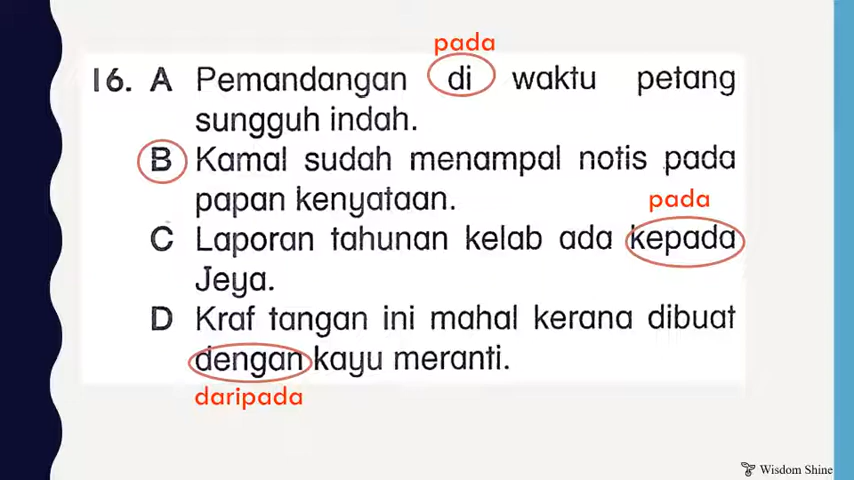 pada
16. A Pemandangan di waktu petang
sungguh indah.
B Kamal sudah menampal notis pada
papan kenyataan.
pada
C Laporan tahunan kelab ada kepada
Jeya.
D Kraf tangan ini mahal kerana dibuat
dengan kayu meranti.
daripada
Wisdom Shine